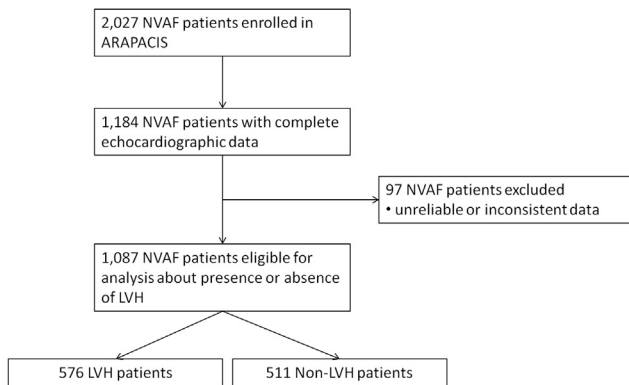 2,027 NVAF patients enrolled in
ARAPACIS
1,184 NVAF patients with complete
echocardiographic data
97 NVAF patients excluded
• unreliable or inconsistent data
1,087 NVAF patients eligible for
analysis about presence or absence
of LVH
576 LVH patients
511 Non-LVH patients